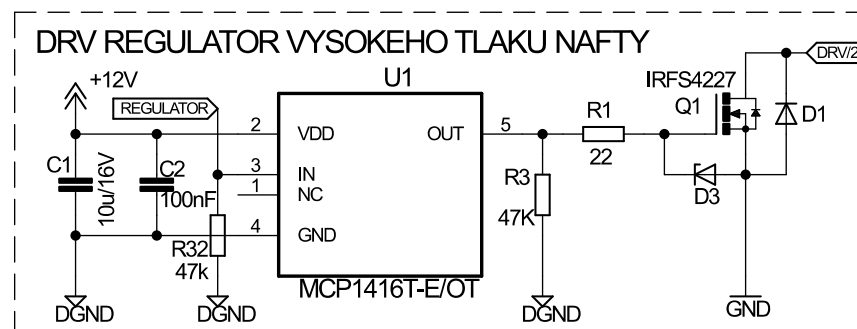 DRV REGULATOR VYSOKEHO TLAKU NAFTY
+12V
REGULATOR
U1
IRFS4227
Q1
DRV/2
D1
2
VDD
OUT
5
R1
22
3
IN
1
NC
4
GND
C1
10u/16V
C2
100nF
R32
47k
R3
47K
D3
MCP1416T-E/OT
DGND
DGND
DGND
GND